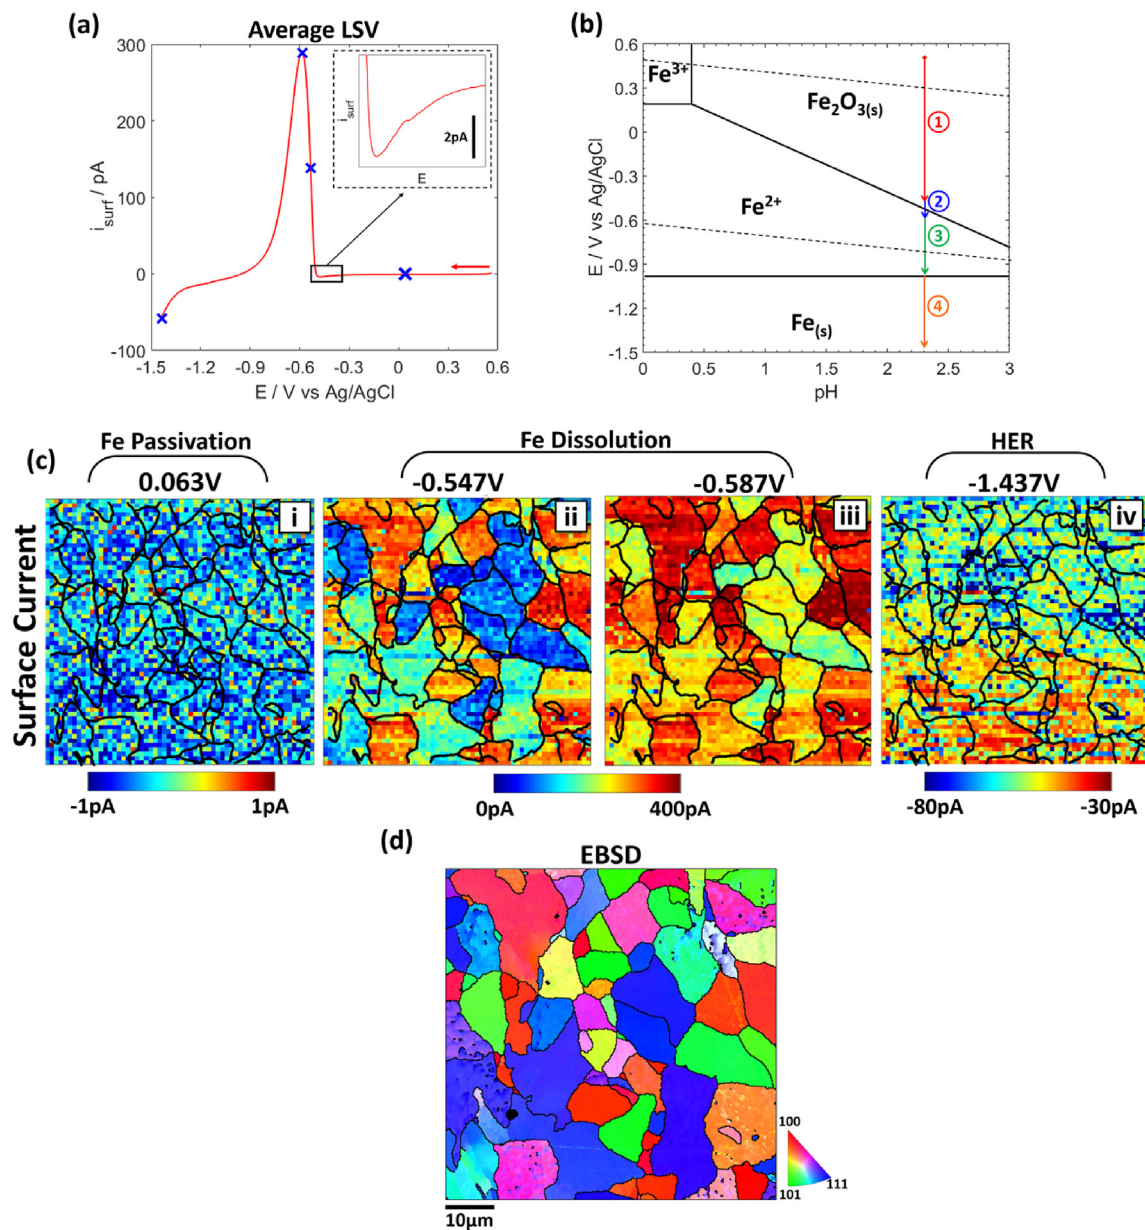 (a)
Average LSV
300
200
100
0
-100
-1.5
-1.2
-0.9
-0.6
-0.3
0
0.3
0.6
i_surf / pA
E / V vs Ag/AgCl
i_surf
2pA
E
(b)
0.6
0.3
0
-0.3
-0.6
-0.9
-1.2
-1.5
E / V vs Ag/AgCl
0
0.5
1
1.5
2
2.5
3
pH
Fe³⁺
Fe₂O₃₍ₛ₎
Fe²⁺
Fe₍ₛ₎
①
②
③
④
(c)
Fe Passivation
Fe Dissolution
HER
0.063V
-0.547V
-0.587V
-1.437V
i
ii
iii
iv
Surface Current
-1pA
1pA
0pA
400pA
-80pA
-30pA
(d)
EBSD
100
101
111
10µm